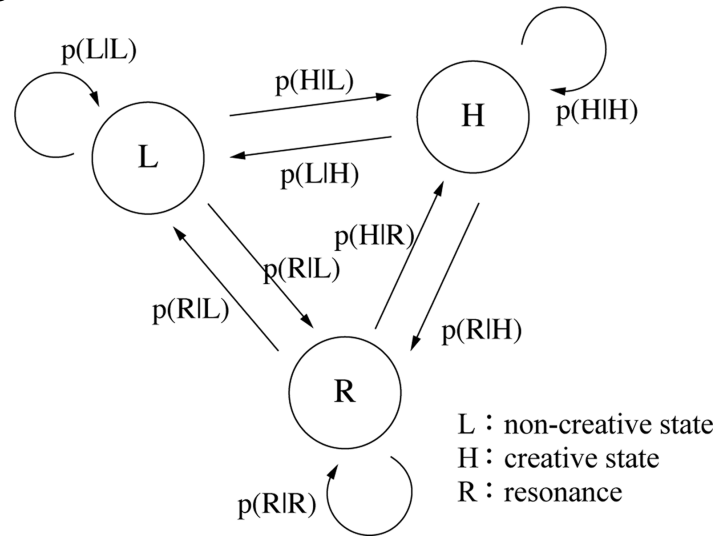 p(L|L)
p(H|L)
H
p(H|H)
L
p(L|H)
p(H|R)
p(R|L)
p(R|L)
p(R|H)
R
L : non-creative state
H : creative state
R : resonance
p(R|R)